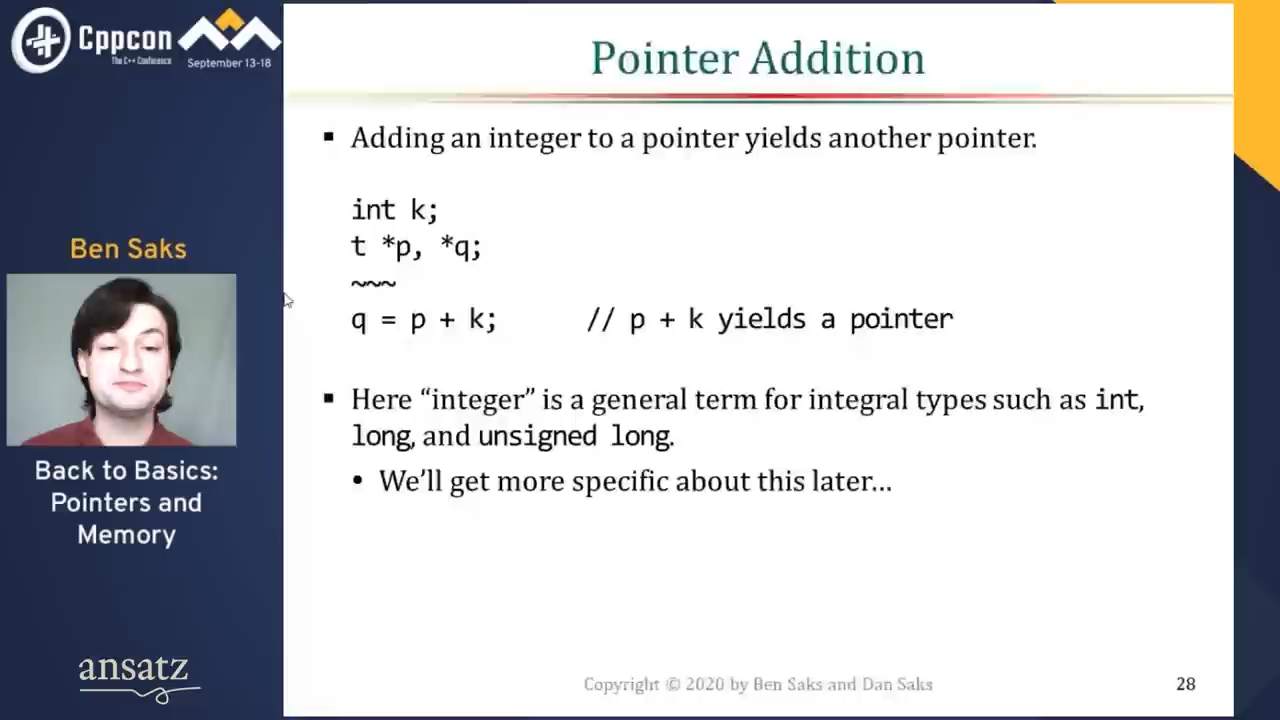 Cppcon
The C++ Conference
September 13-18
Ben Saks
Back to Basics:
Pointers and
Memory
ansatz
Pointer Addition
▪ Adding an integer to a pointer yields another pointer.
int k;
t *p, *q;
~~~
q = p + k;      // p + k yields a pointer
▪ Here “integer” is a general term for integral types such as int,
long, and unsigned long.
• We’ll get more specific about this later…
Copyright © 2020 by Ben Saks and Dan Saks
28